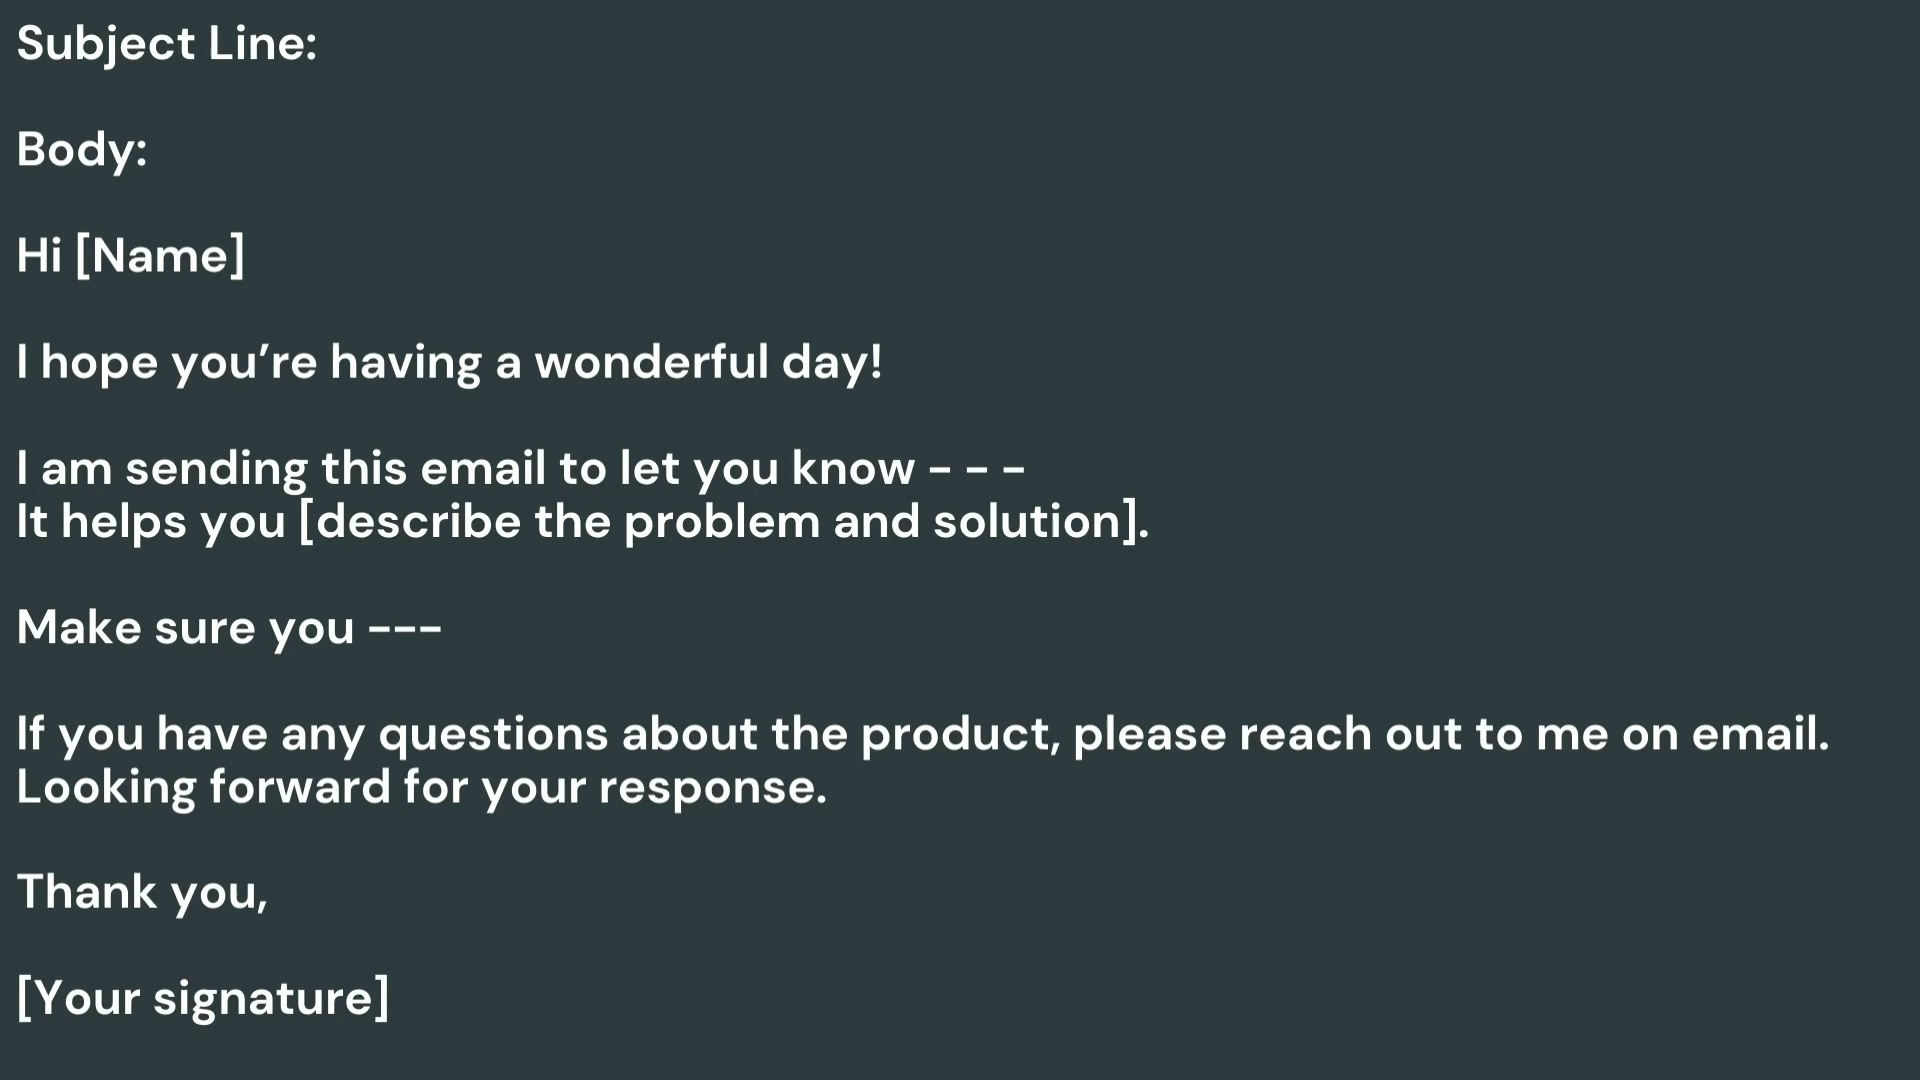 Subject Line:
Body:
Hi [Name]
I hope you’re having a wonderful day!
I am sending this email to let you know - - -
It helps you [describe the problem and solution].
Make sure you ---
If you have any questions about the product, please reach out to me on email.
Looking forward for your response.
Thank you,
[Your signature]